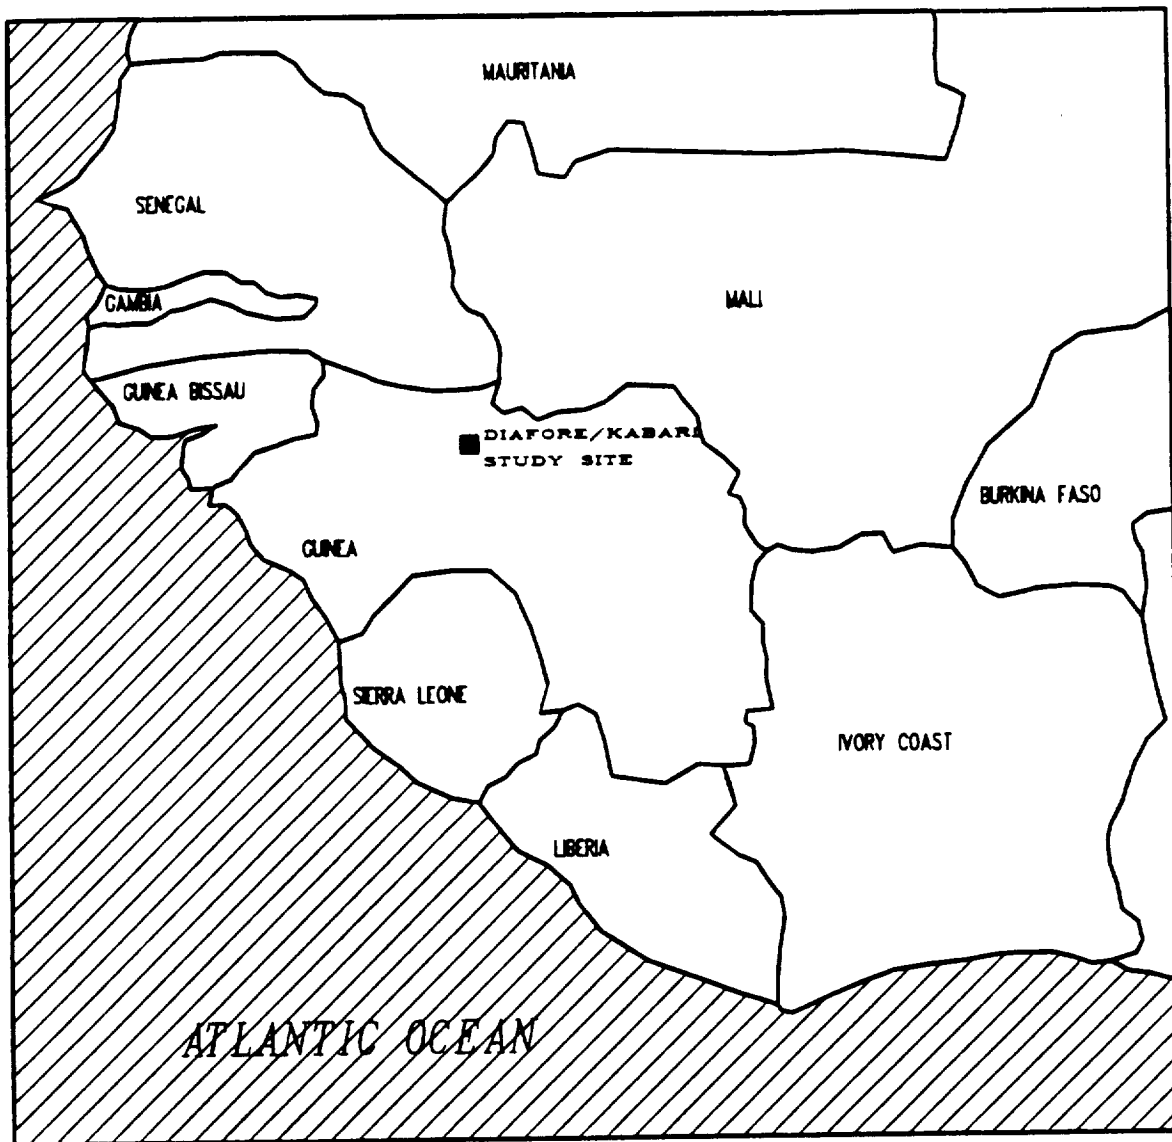 MAURITANIA
SENEGAL
GAMBIA
MALI
GUINEA BISSAU
DIAFORE/KABARI
STUDY SITE
BURKINA FASO
GUINEA
SIERRA LEONE
IVORY COAST
LIBERIA
ATLANTIC OCEAN